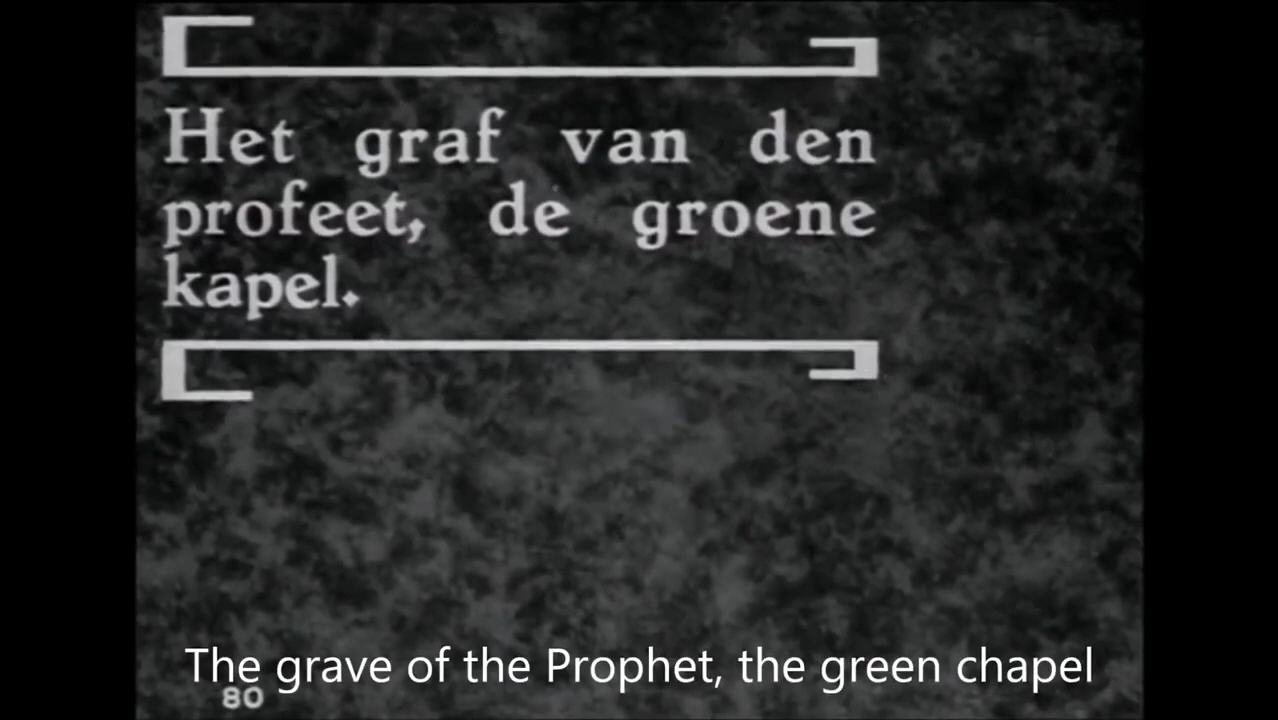 Het graf van den
profeet, de groene
kapel.
The grave of the Prophet, the green chapel
80